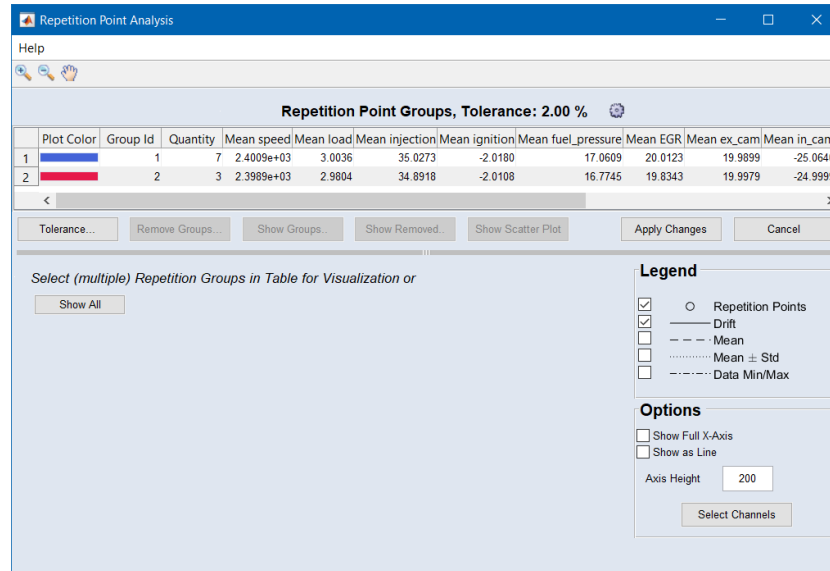 Repetition Point Analysis
Help
Repetition Point Groups, Tolerance: 2.00 %
Plot Color Group Id Quantity Mean speed Mean load Mean injection Mean ignition Mean fuel_pressure Mean EGR Mean ex_cam Mean in_cam
1 1 7 2.4009e+03 3.0036 35.0273 -2.0180 17.0609 20.0123 19.9899 -25.064
2 2 3 2.3989e+03 2.9804 34.8918 -2.0108 16.7745 19.8343 19.9979 -24.999
Tolerance... Remove Groups... Show Groups.. Show Removed.. Show Scatter Plot Apply Changes Cancel
Select (multiple) Repetition Groups in Table for Visualization or
Show All
Legend
Repetition Points
Drift
Mean
Mean ± Std
Data Min/Max
Options
Show Full X-Axis
Show as Line
Axis Height 200
Select Channels